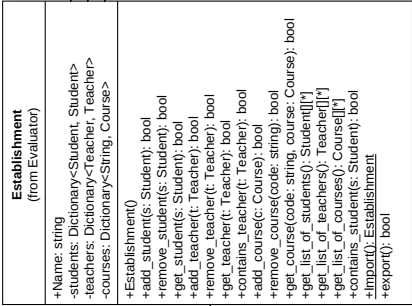 Establishment
(from Evaluator)
+Name: string
-students: Dictionary<Student, Student>
-teachers: Dictionary<Teacher, Teacher>
-courses: Dictionary<String, Course>
+Establishment()
+add_student(s: Student): bool
+remove_student(s: Student): bool
+get_student(s: Student): bool
+add_teacher(t: Teacher): bool
+remove_teacher(t: Teacher): bool
+get_teacher(t: Teacher): bool
+contains_teacher(t: Teacher): bool
+add_course(c: Course): bool
+remove_course(code: string): bool
+get_course(code: string, course: Course): bool
+get_list_of_students(): Student[][*]
+get_list_of_teachers(): Teacher[][*]
+get_list_of_courses(): Course[][*]
+contains_student(s: Student): bool
+Import(): Establishment
+export(): bool